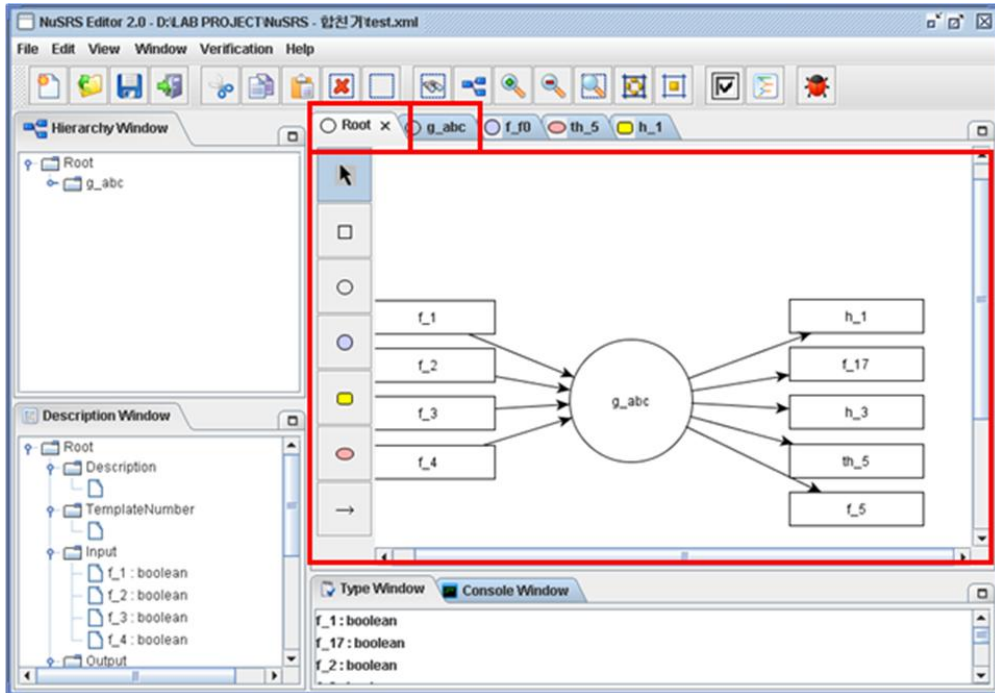 NuSRS Editor 2.0 - D:\LAB PROJECT\NuSRS - 합친거\test.xml
File Edit View Window Verification Help
Hierarchy Window
Root
g_abc
Root × g_abc f_f0 th_5 h_1
f_1
f_2
f_3
f_4
g_abc
h_1
f_17
h_3
th_5
f_5
Description Window
Root
Description
TemplateNumber
Input
f_1 : boolean
f_2 : boolean
f_3 : boolean
f_4 : boolean
Output
Type Window Console Window
f_1 : boolean
f_17 : boolean
f_2 : boolean